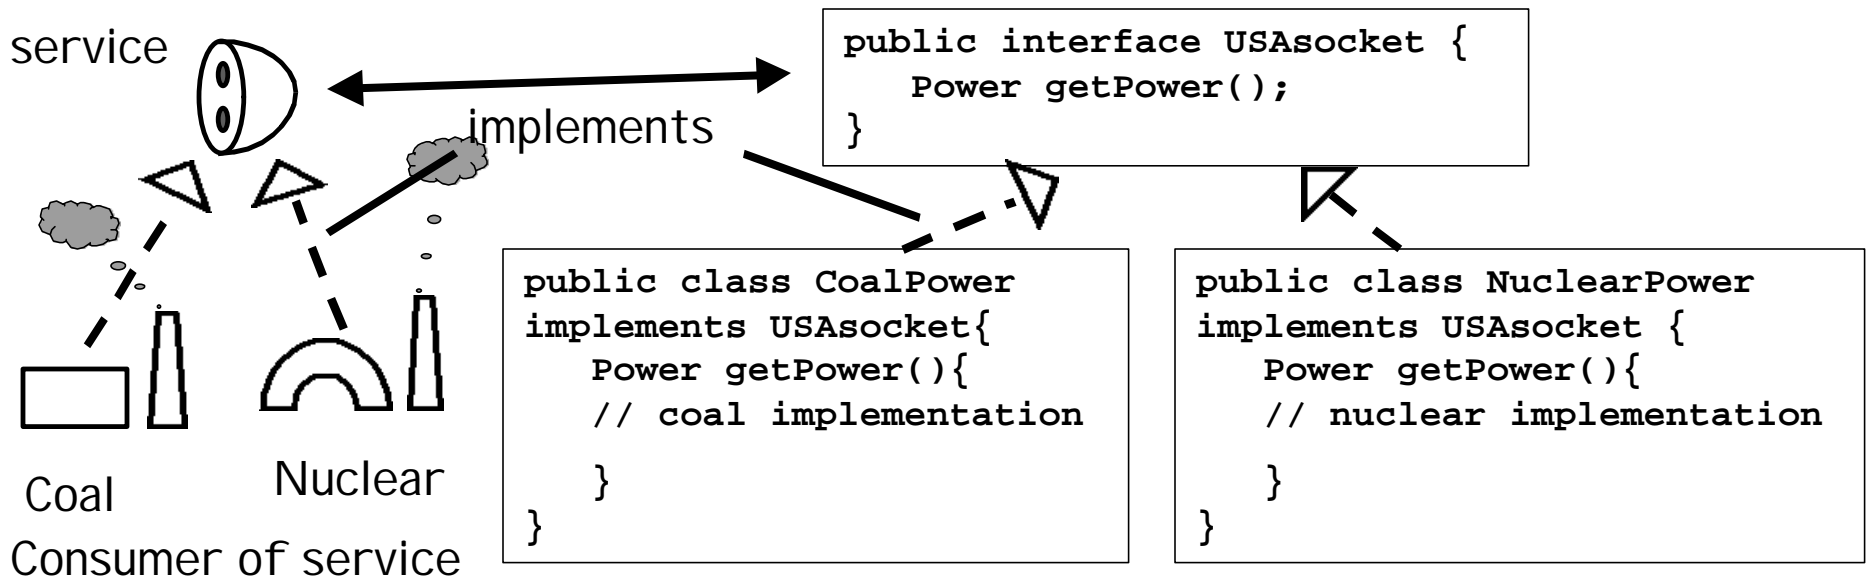 service
implements
public interface USAsocket {
Power getPower();
}
public class CoalPower
implements USAsocket{
Power getPower(){
// coal implementation
}
}
public class NuclearPower
implements USAsocket {
Power getPower(){
// nuclear implementation
}
}
Coal
Nuclear
Consumer of service